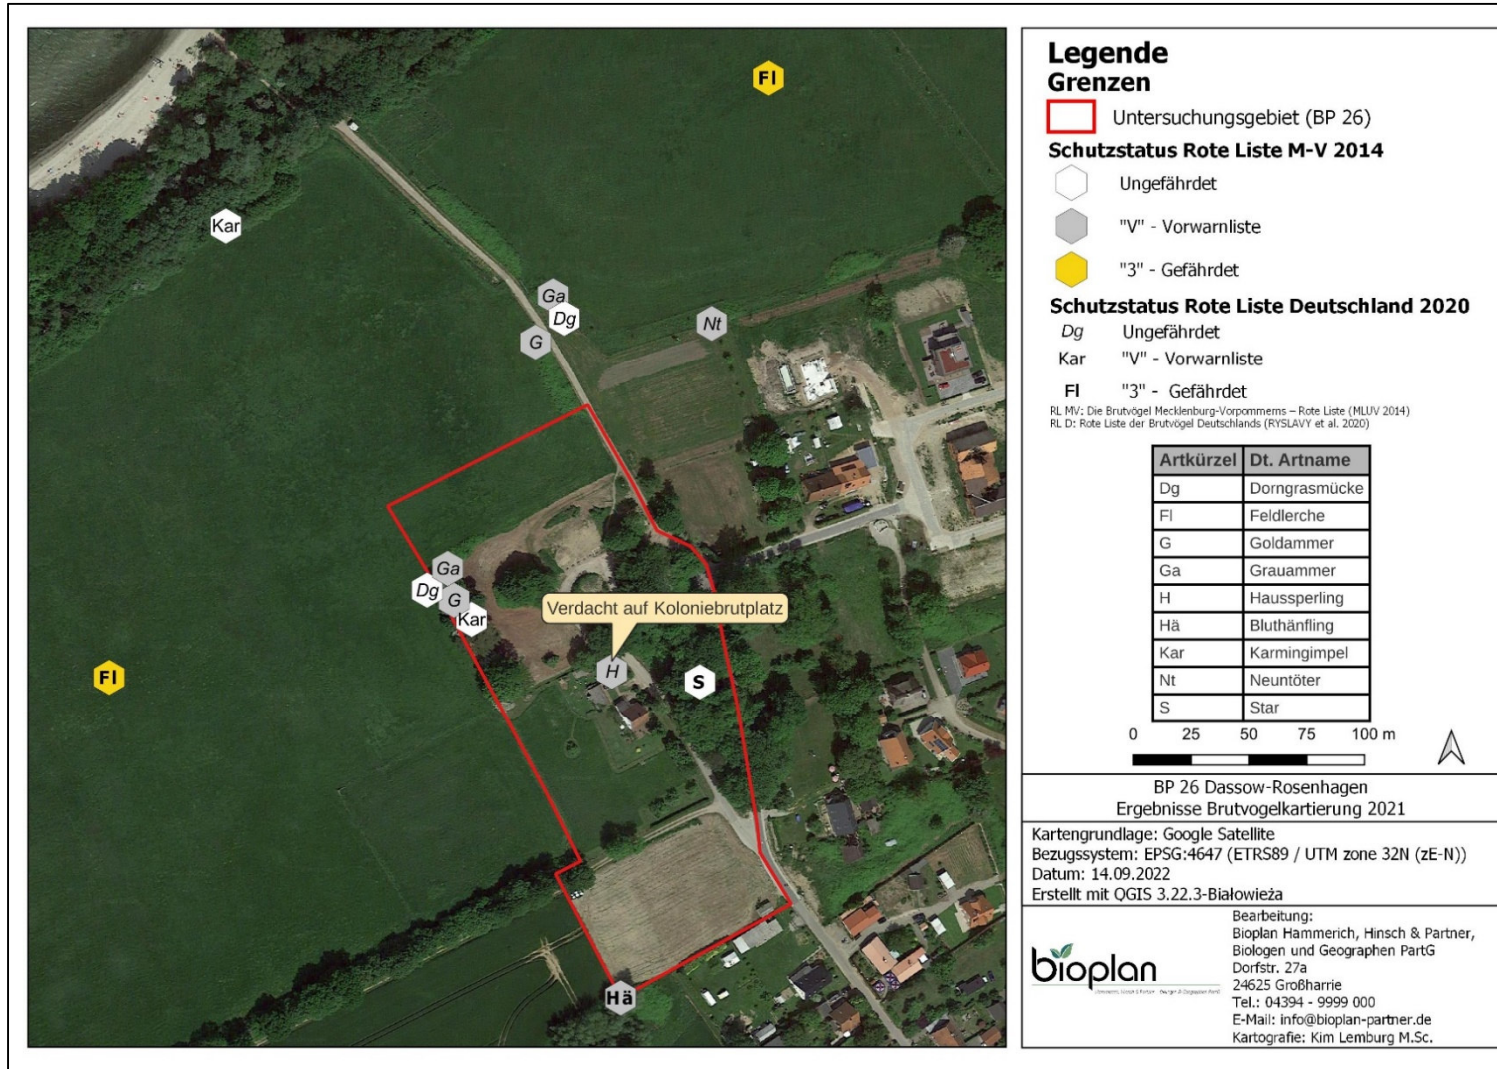 Fl
Kar
Ga
Dg
G
Nt
Ga
Dg
G
Kar
Verdacht auf Koloniebrutplatz
H
S
Fl
Hä
Legende
Grenzen
Untersuchungsgebiet (BP 26)
Schutzstatus Rote Liste M-V 2014
Ungefährdet
"V" - Vorwarnliste
"3" - Gefährdet
Schutzstatus Rote Liste Deutschland 2020
Dg Ungefährdet
Kar "V" - Vorwarnliste
Fl "3" - Gefährdet
RL MV: Die Brutvögel Mecklenburg-Vorpommerns – Rote Liste (MLUV 2014)
RL D: Rote Liste der Brutvögel Deutschlands (RYSLAVY et al. 2020)
Artkürzel Dt. Artname
Dg Dorngrasmücke
Fl Feldlerche
G Goldammer
Ga Grauammer
H Haussperling
Hä Bluthänfling
Kar Karmingimpel
Nt Neuntöter
S Star
0 25 50 75 100 m
BP 26 Dassow-Rosenhagen
Ergebnisse Brutvogelkartierung 2021
Kartengrundlage: Google Satellite
Bezugssystem: EPSG:4647 (ETRS89 / UTM zone 32N (zE-N))
Datum: 14.09.2022
Erstellt mit QGIS 3.22.3-Białowieża
bioplan
Bearbeitung:
Bioplan Hammerich, Hinsch & Partner,
Biologen und Geographen PartG
Dorfstr. 27a
24625 Großharrie
Tel.: 04394 - 9999 000
E-Mail: info@bioplan-partner.de
Kartografie: Kim Lemburg M.Sc.